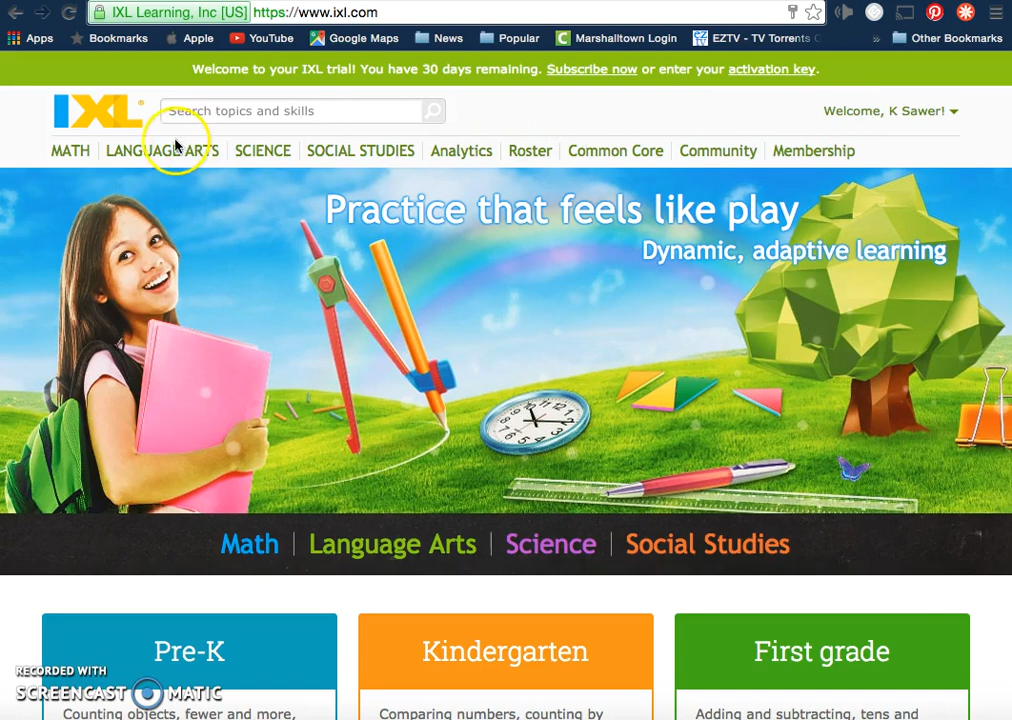 IXL Learning, Inc [US] https://www.ixl.com
Apps Bookmarks Apple YouTube Google Maps News Popular Marshalltown Login EZTV - TV Torrents » Other Bookmarks
Welcome to your IXL trial! You have 30 days remaining. Subscribe now or enter your activation key.
IXL® Search topics and skills Welcome, K Sawer!
MATH LANGUAGE ARTS SCIENCE SOCIAL STUDIES Analytics Roster Common Core Community Membership
Practice that feels like play
Dynamic, adaptive learning
Math | Language Arts | Science | Social Studies
Pre-K Kindergarten First grade
RECORDED WITH
SCREENCAST MATIC
Counting objects, fewer and more, Comparing numbers, counting by Adding and subtracting, tens and